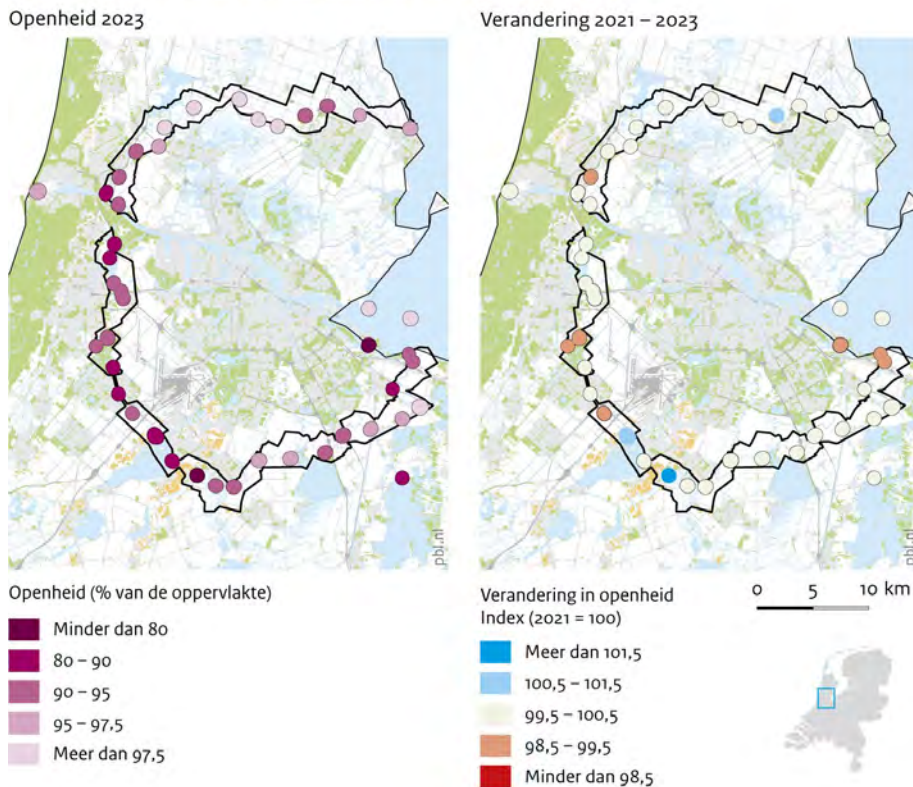 Openheid 2023
Verandering 2021 – 2023
pbl.nl
pbl.nl
Openheid (% van de oppervlakte)
Minder dan 80
80 – 90
90 – 95
95 – 97,5
Meer dan 97,5
Verandering in openheid
Index (2021 = 100)
Meer dan 101,5
100,5 – 101,5
99,5 – 100,5
98,5 – 99,5
Minder dan 98,5
0 5 10 km